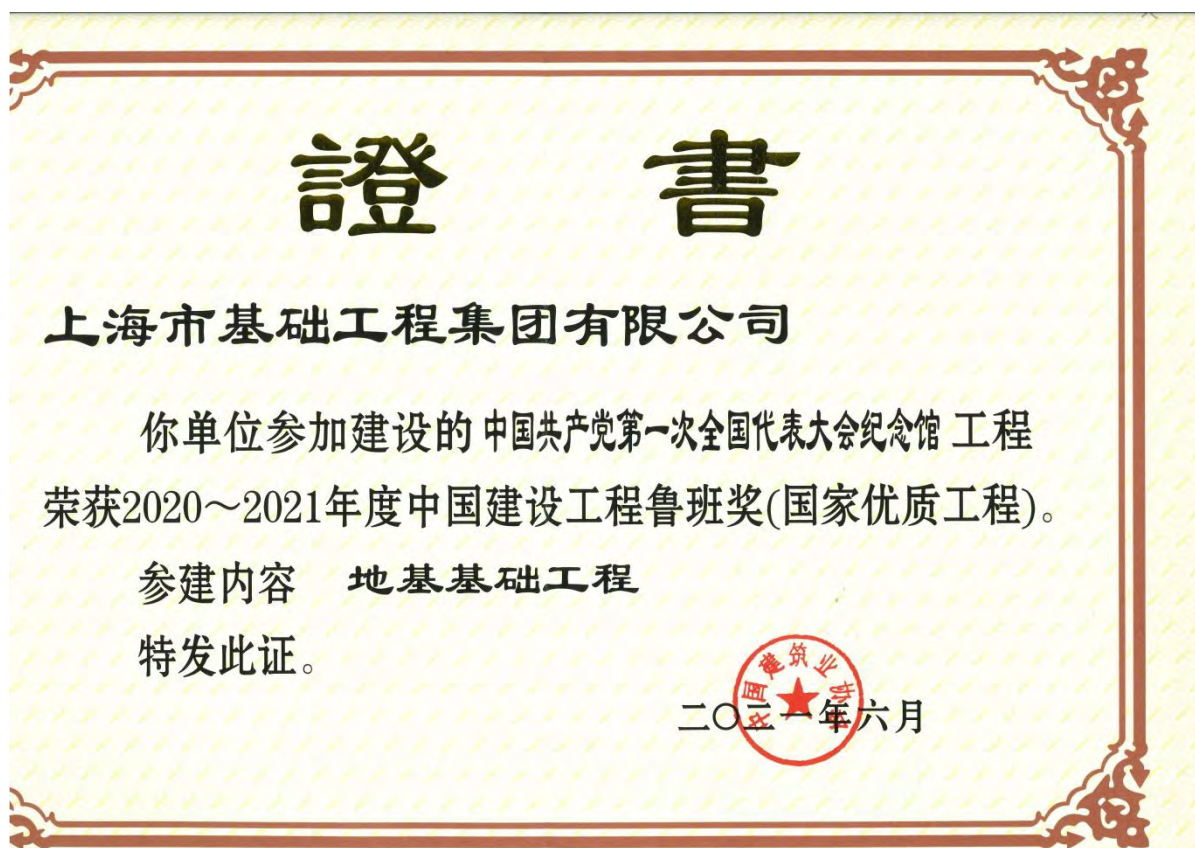 證書
上海市基础工程集团有限公司
你单位参加建设的 中国共产党第一次全国代表大会纪念馆 工程
荣获2020～2021年度中国建设工程鲁班奖(国家优质工程)。
参建内容 地基基础工程
特发此证。
中国建筑业协会
二〇二一年六月